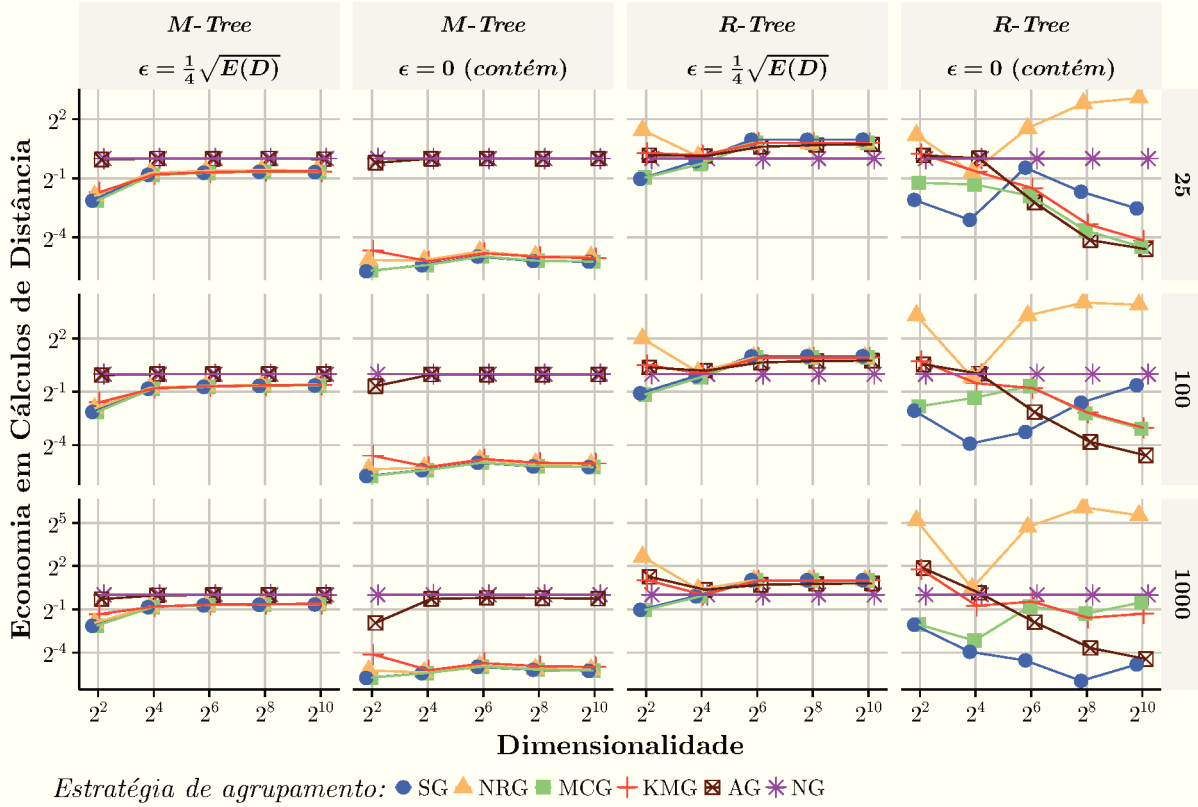 M-Tree M-Tree R-Tree R-Tree
ϵ = 1/4 √E(D) ϵ = 0 (contém) ϵ = 1/4 √E(D) ϵ = 0 (contém)
Economia em Cálculos de Distância
2^2
2^-1
2^-4
25
2^2
2^-1
2^-4
100
2^5
2^2
2^-1
2^-4
1000
2^2 2^4 2^6 2^8 2^10 2^2 2^4 2^6 2^8 2^10 2^2 2^4 2^6 2^8 2^10 2^2 2^4 2^6 2^8 2^10
Dimensionalidade
Estratégia de agrupamento: SG NRG MCG KMG AG NG